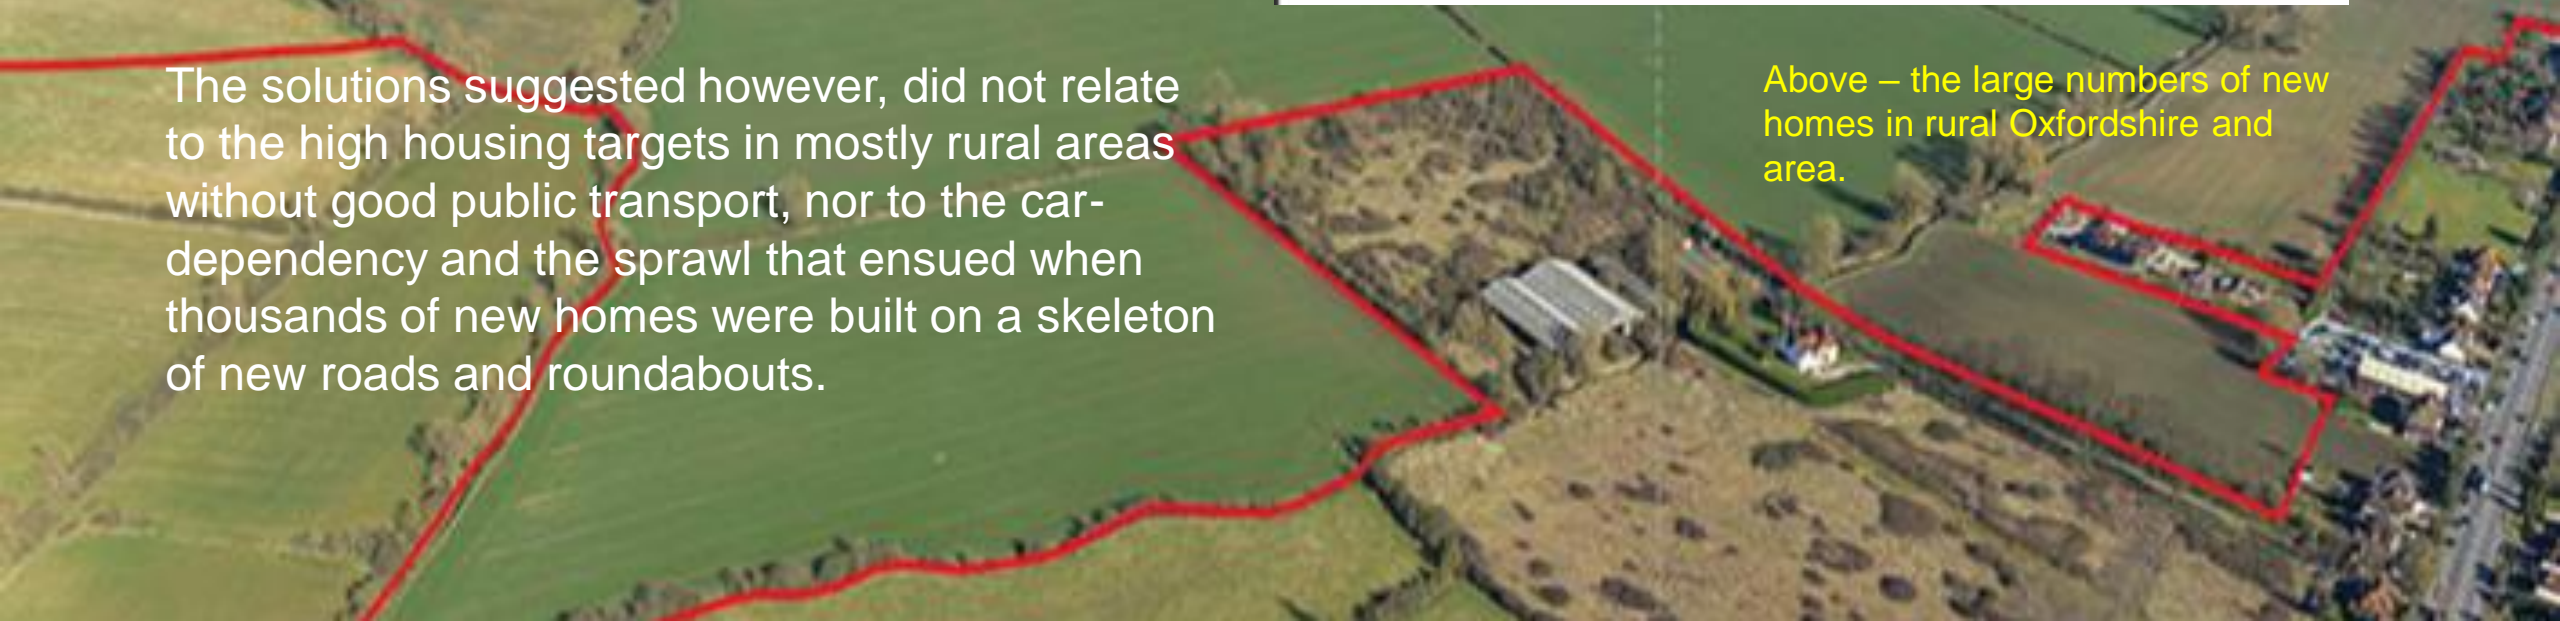 The solutions suggested however, did not relate
to the high housing targets in mostly rural areas
without good public transport, nor to the car-
dependency and the sprawl that ensued when
thousands of new homes were built on a skeleton
of new roads and roundabouts.
Above – the large numbers of new
homes in rural Oxfordshire and
area.